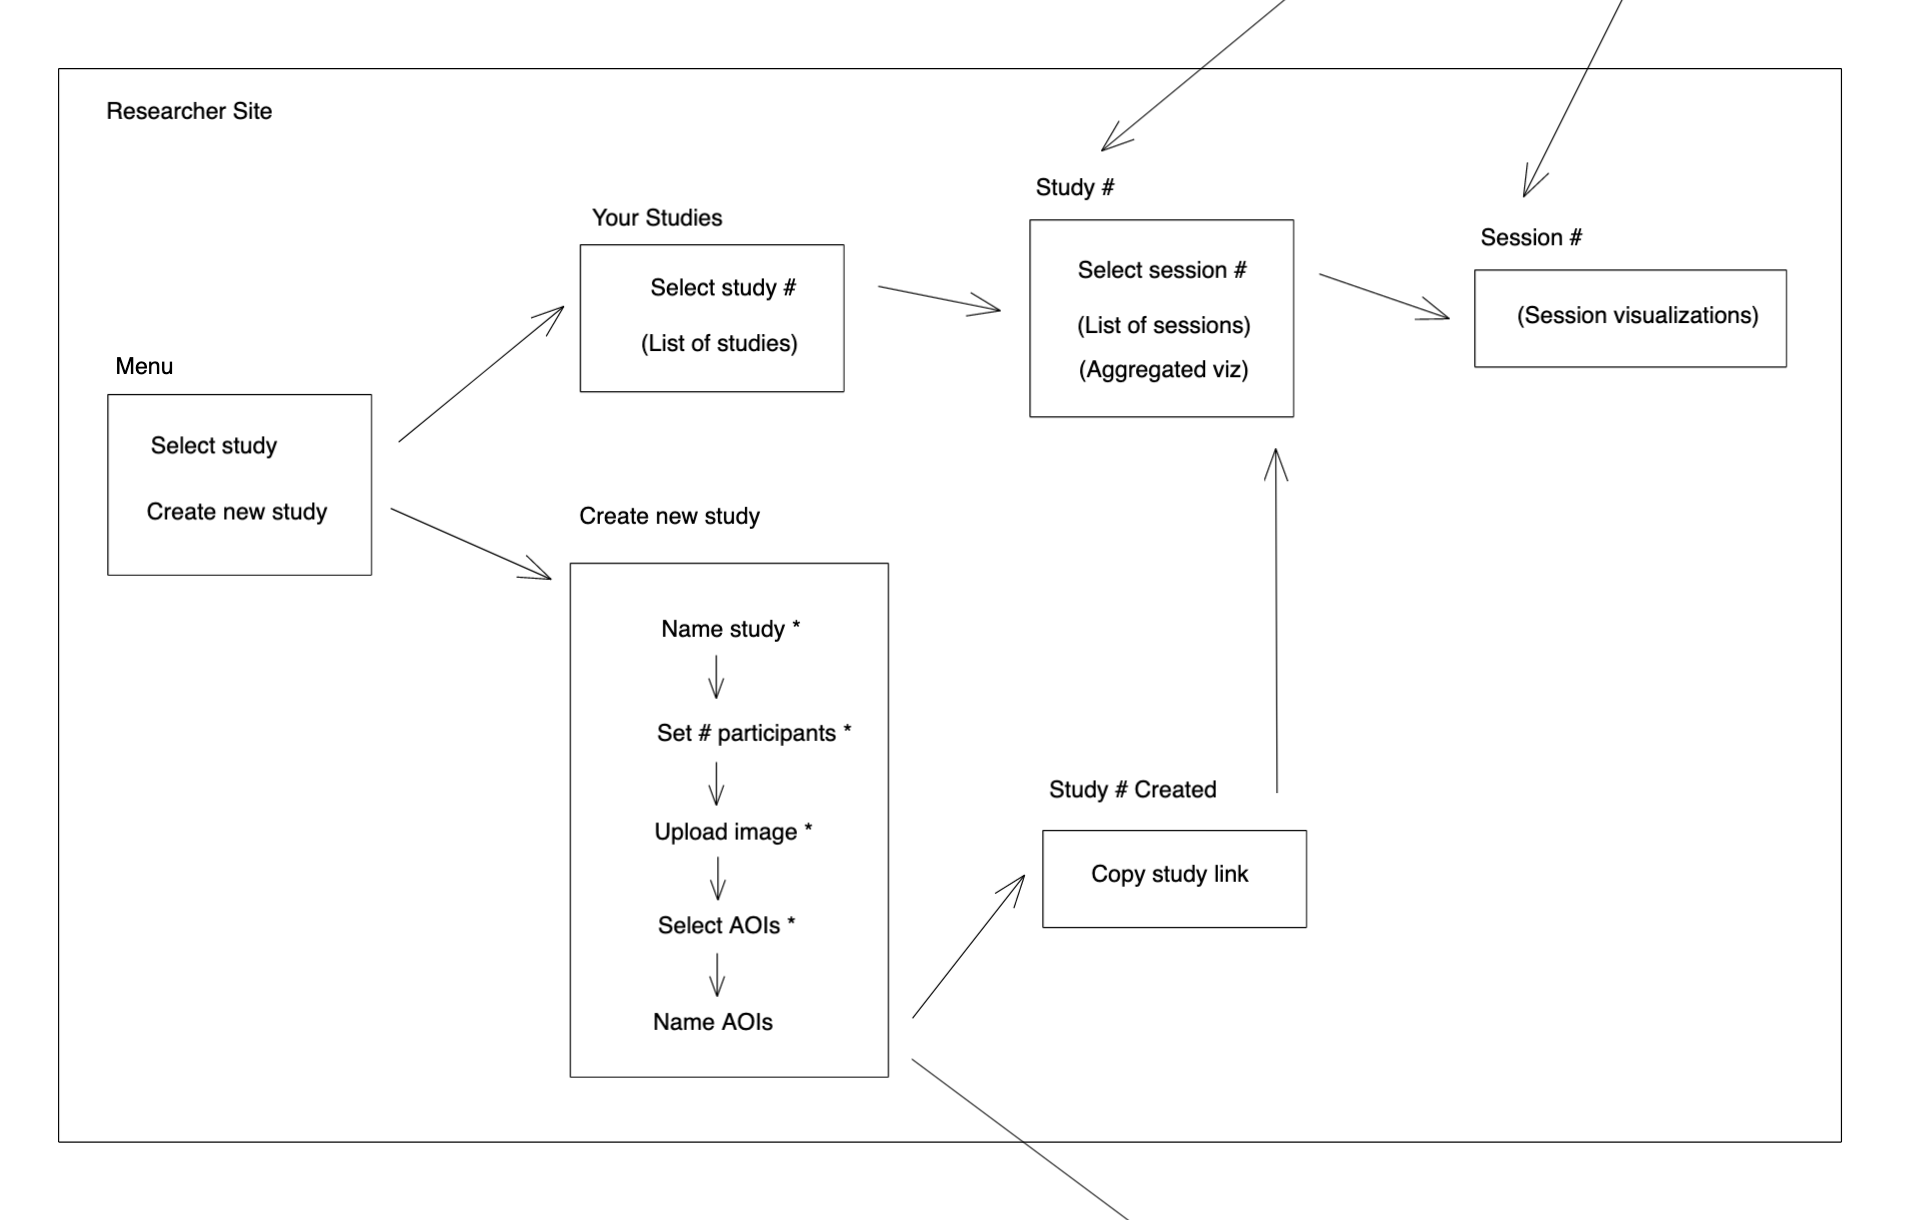 Researcher Site
Menu
Select study
Create new study
Your Studies
Select study #
(List of studies)
Study #
Select session #
(List of sessions)
(Aggregated viz)
Session #
(Session visualizations)
Create new study
Name study *
Set # participants *
Upload image *
Select AOIs *
Name AOIs
Study # Created
Copy study link